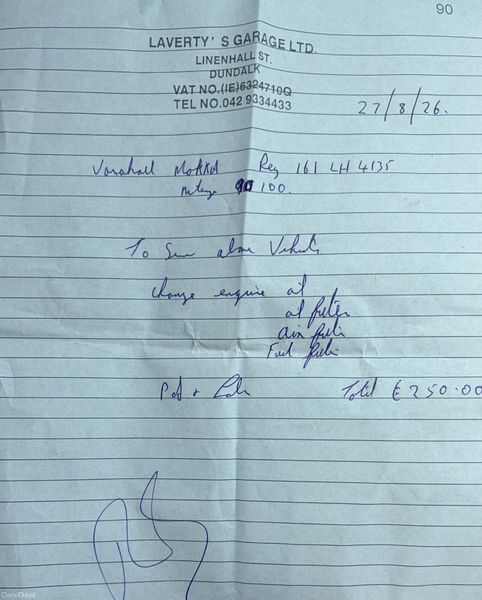 90
LAVERTY'S GARAGE LTD.
LINENHALL ST.
DUNDALK
VAT NO.(IE)6324710Q
TEL NO.042 9334433
27/8/26.
Vauxhall MOKKA Reg 161 LH 4135
100.
To above Vehicle
change engine oil
oil filter
air filter
Fuel filter
+ Total €250.00
DoneDeal